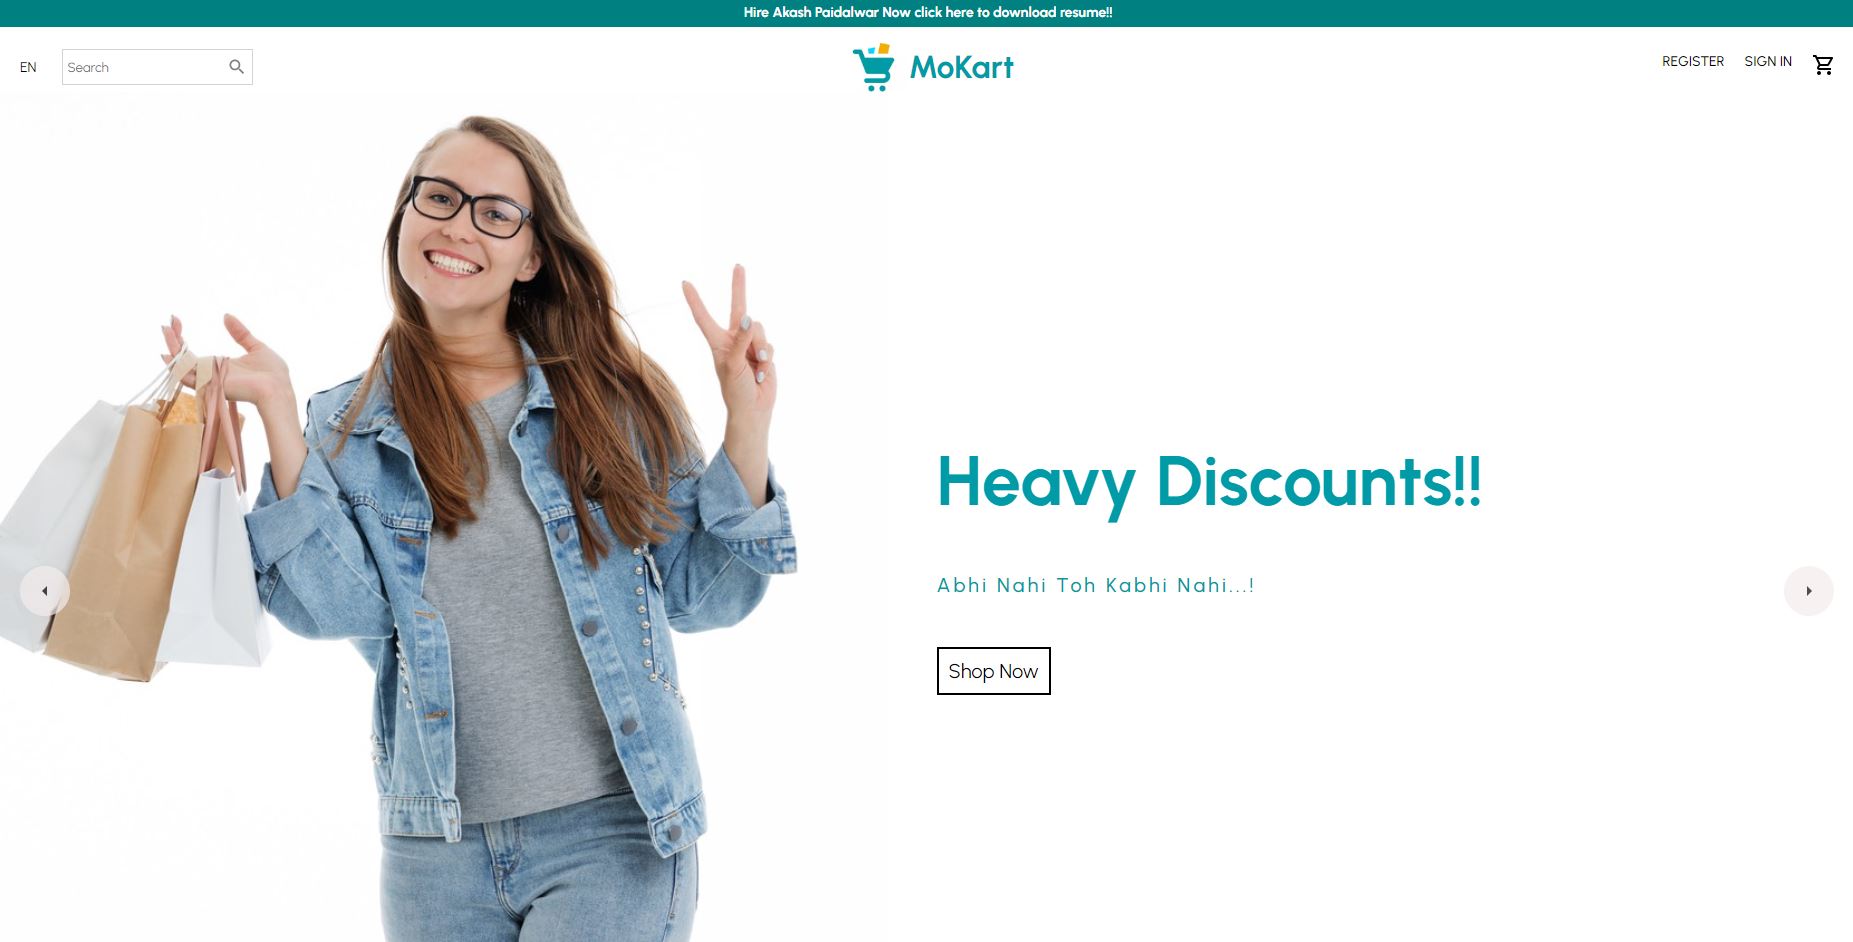 Hire Akash Paidalwar Now click here to download resume!!
EN
Search
MoKart
REGISTER
SIGN IN
Heavy Discounts!!
Abhi Nahi Toh Kabhi Nahi...!
Shop Now